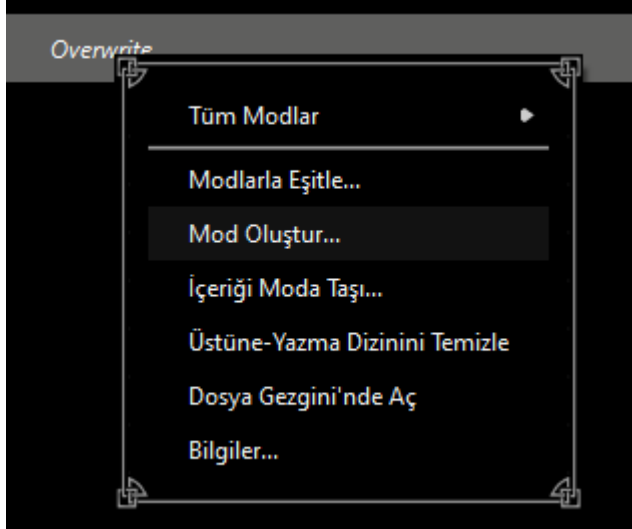 Overwrite
Tüm Modlar
Modlarla Eşitle...
Mod Oluştur...
İçeriği Moda Taşı...
Üstüne-Yazma Dizinini Temizle
Dosya Gezgini'nde Aç
Bilgiler...